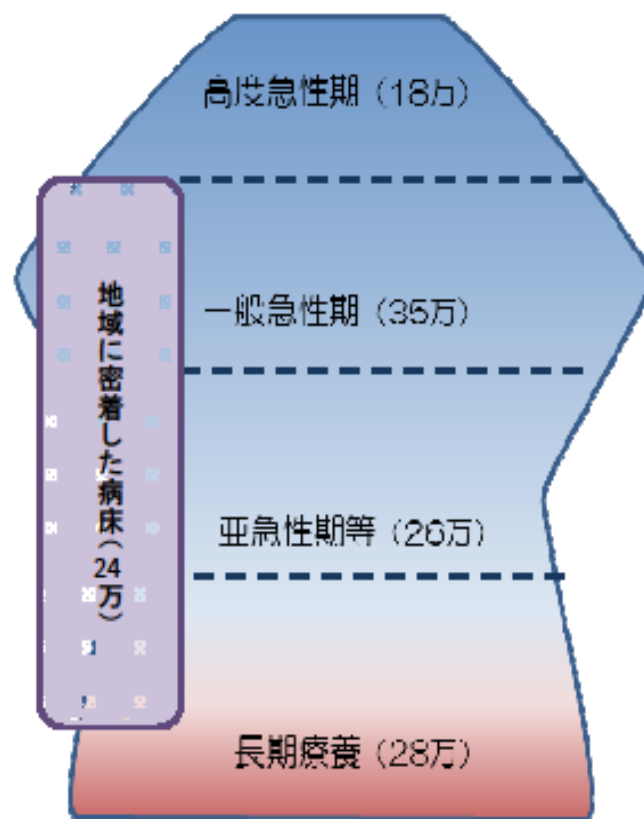 高度急性期（18万）
一般急性期（35万）
地域に密着した病床（24万）
亜急性期等（26万）
長期療養（28万）